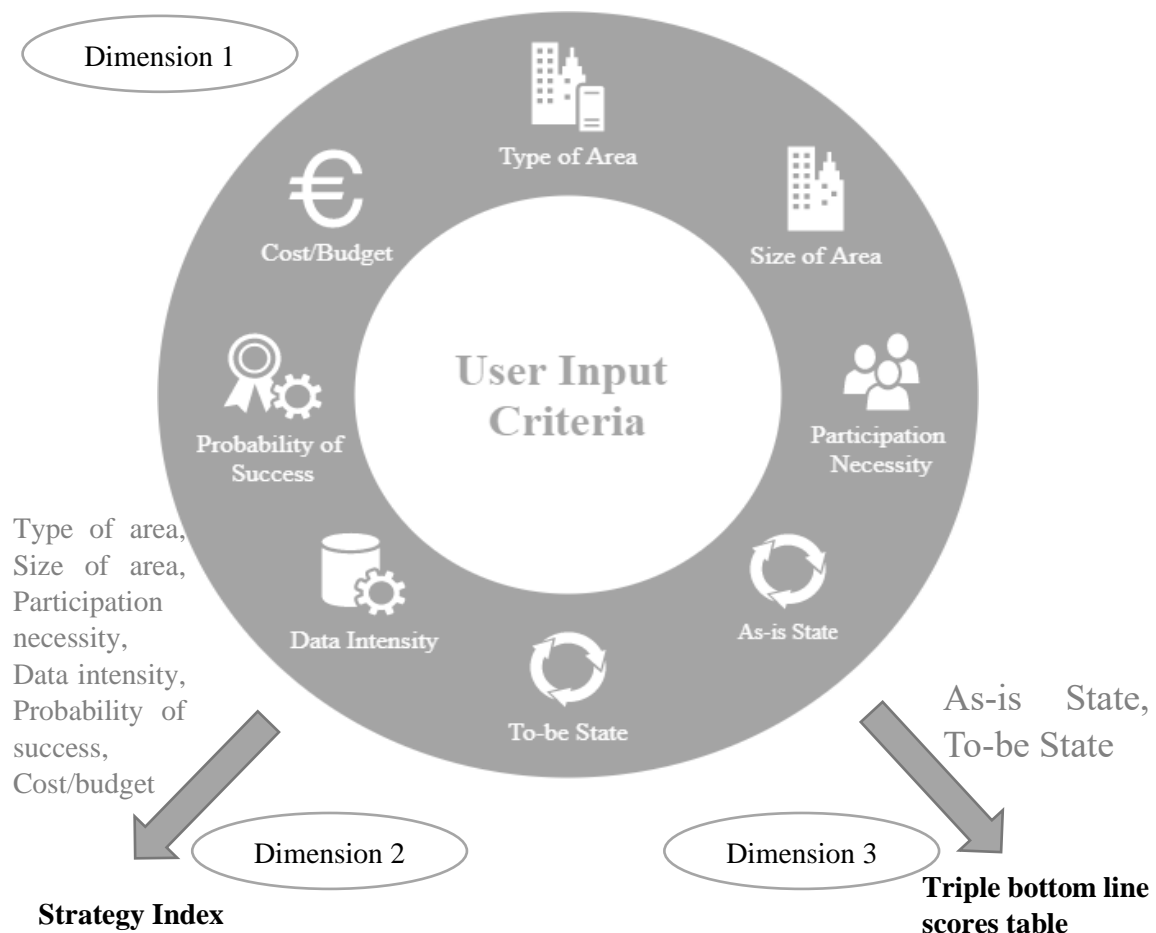 Dimension 1
Type of Area
Cost/Budget
Size of Area
User Input
Criteria
Probability of
Success
Participation
Necessity
Data Intensity
As-is State
To-be State
Type of area,
Size of area,
Participation
necessity,
Data intensity,
Probability of
success,
Cost/budget
As-is State,
To-be State
Dimension 2
Dimension 3
Strategy Index
Triple bottom line
scores table